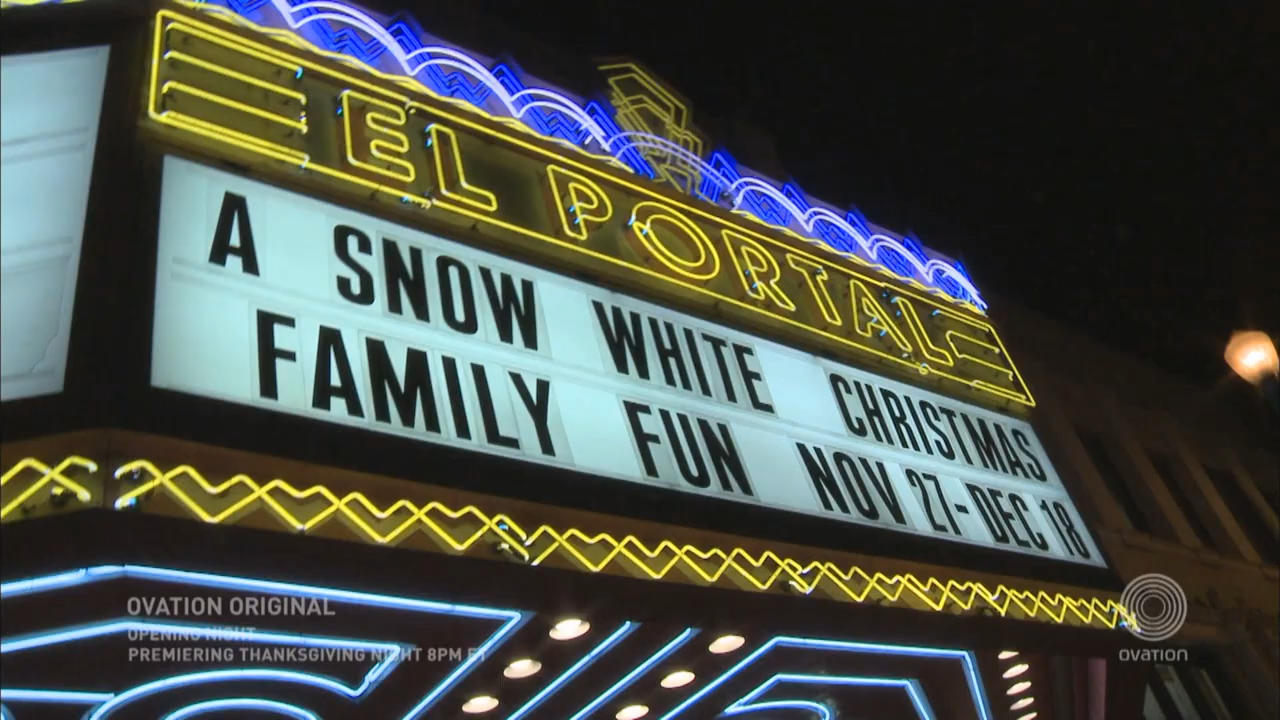 EL PORTAL
A SNOW WHITE CHRISTMAS
FAMILY FUN NOV 27-DEC 18
OVATION ORIGINAL
OPENING NIGHT
PREMIERING THANKSGIVING NIGHT 8PM ET
OVATION